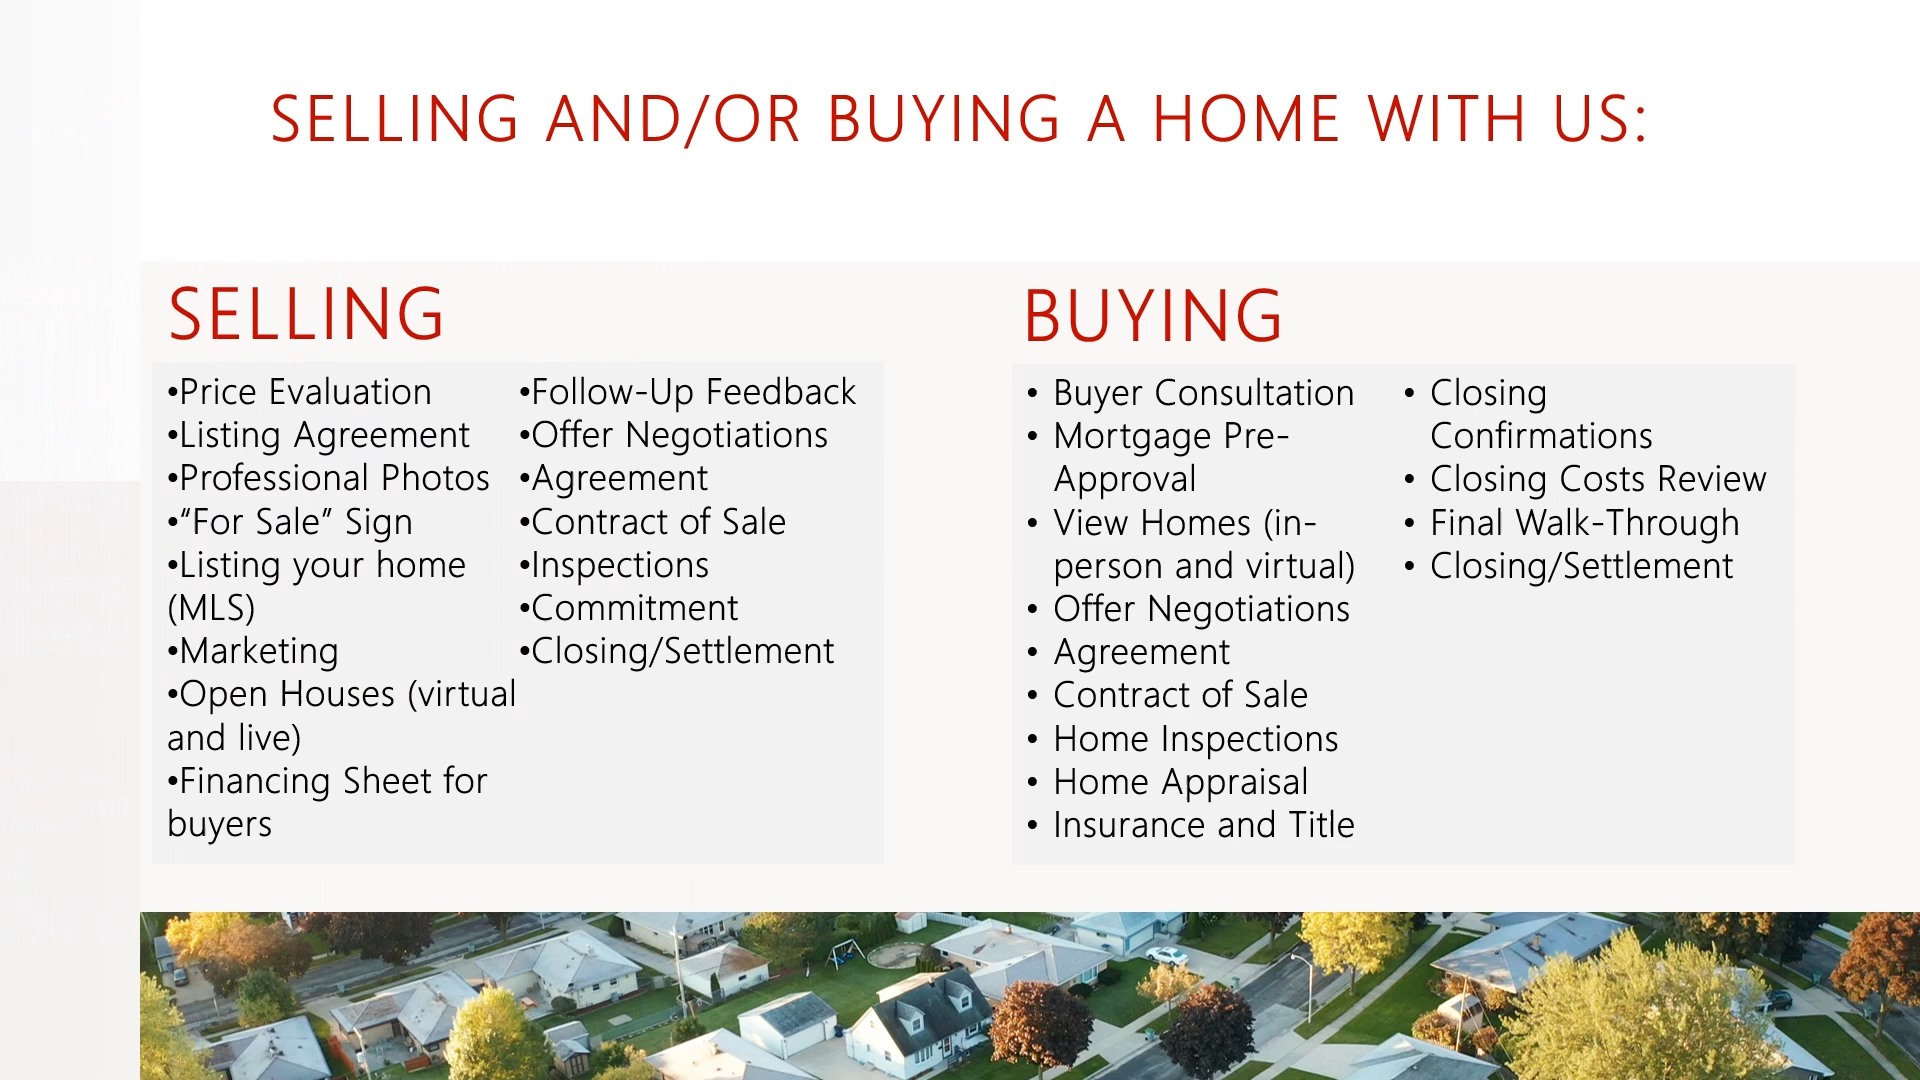 SELLING AND/OR BUYING A HOME WITH US:
SELLING
•Price Evaluation
•Listing Agreement
•Professional Photos
•“For Sale” Sign
•Listing your home
(MLS)
•Marketing
•Open Houses (virtual
and live)
•Financing Sheet for
buyers
•Follow-Up Feedback
•Offer Negotiations
•Agreement
•Contract of Sale
•Inspections
•Commitment
•Closing/Settlement
BUYING
• Buyer Consultation
• Mortgage Pre-
Approval
• View Homes (in-
person and virtual)
• Offer Negotiations
• Agreement
• Contract of Sale
• Home Inspections
• Home Appraisal
• Insurance and Title
• Closing
Confirmations
• Closing Costs Review
• Final Walk-Through
• Closing/Settlement